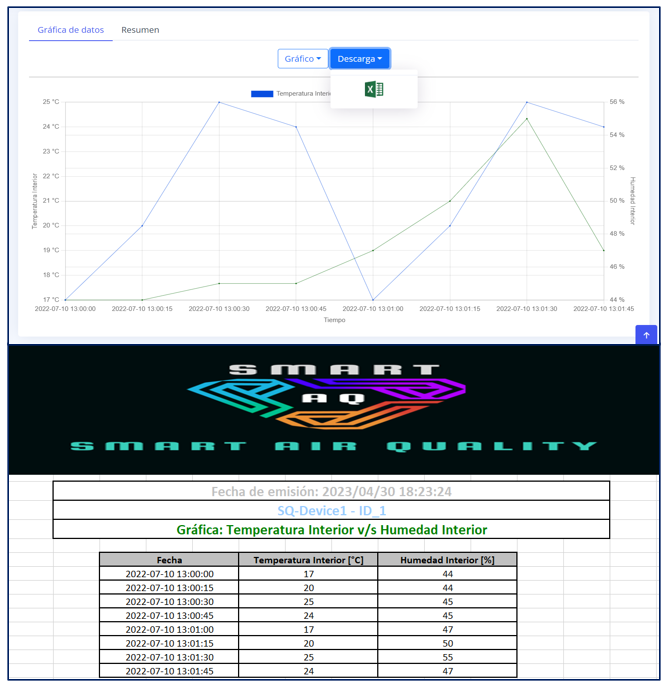 Gráfica de datos Resumen
Gráfico Descarga
Temperatura Interi
25 °C 56 %
24 °C 54 %
23 °C
22 °C 52 %
21 °C 50 %
20 °C
19 °C 48 %
18 °C 46 %
17 °C 44 %
Temperatura Interior
Humedad Interior
2022-07-10 13:00:00 2022-07-10 13:00:15 2022-07-10 13:00:30 2022-07-10 13:00:45 2022-07-10 13:01:00 2022-07-10 13:01:15 2022-07-10 13:01:30 2022-07-10 13:01:45
Tiempo
SMART
AQ
SMART AIR QUALITY
Fecha de emisión: 2023/04/30 18:23:24
SQ-Device1 - ID_1
Gráfica: Temperatura Interior v/s Humedad Interior
Fecha Temperatura Interior [°C] Humedad Interior [%]
2022-07-10 13:00:00 17 44
2022-07-10 13:00:15 20 44
2022-07-10 13:00:30 25 45
2022-07-10 13:00:45 24 45
2022-07-10 13:01:00 17 47
2022-07-10 13:01:15 20 50
2022-07-10 13:01:30 25 55
2022-07-10 13:01:45 24 47